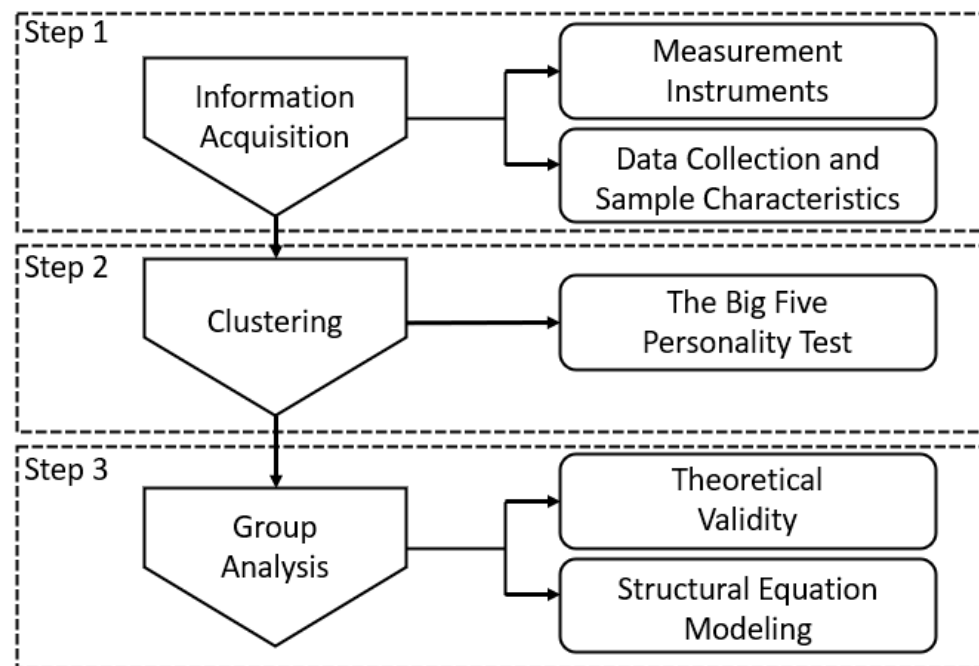 Step 1
Information
Acquisition
Measurement
Instruments
Data Collection and
Sample Characteristics
Step 2
Clustering
The Big Five
Personality Test
Step 3
Group
Analysis
Theoretical
Validity
Structural Equation
Modeling